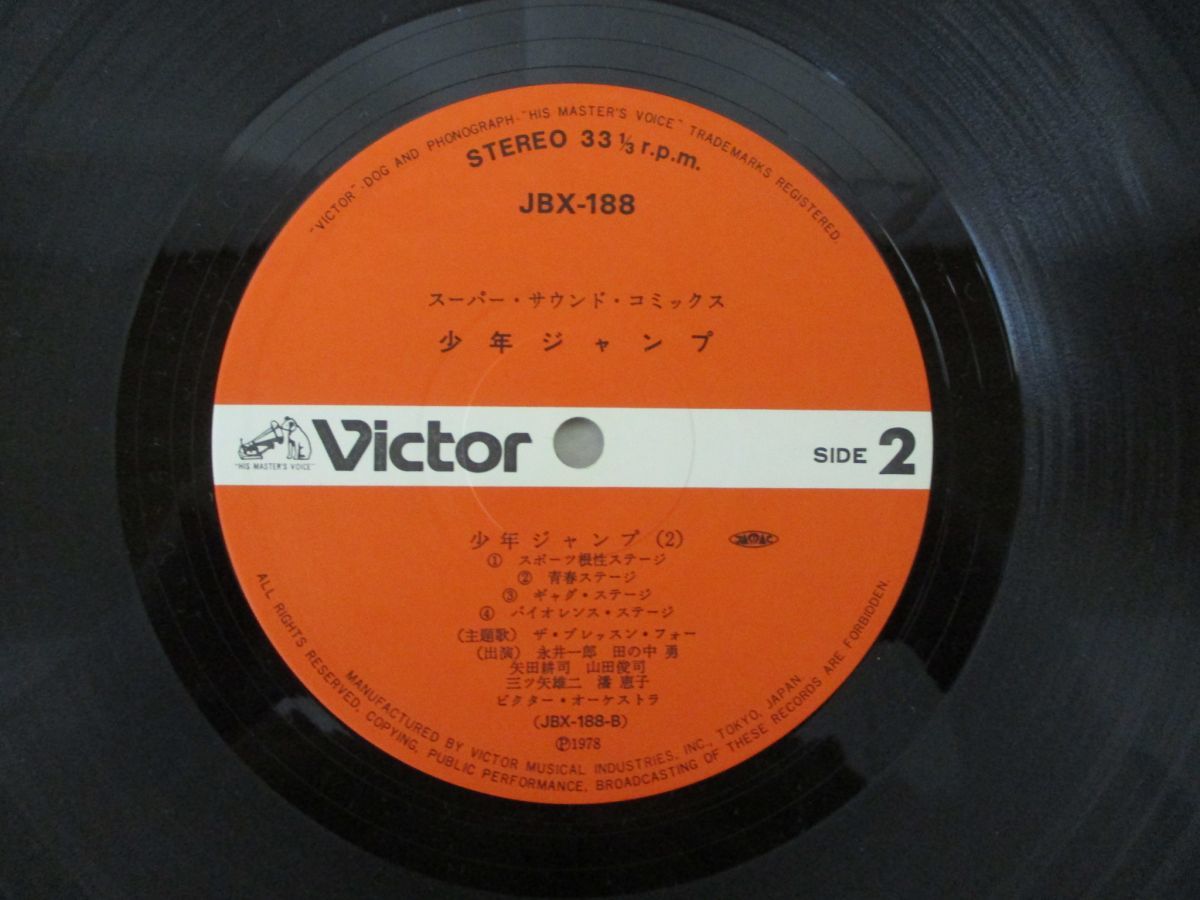 "VICTOR"-DOG AND PHONOGRAPH-"HIS MASTER'S VOICE" TRADEMARKS REGISTERED.
STEREO 33 1/3 r.p.m.
JBX-188
スーパー・サウンド・コミックス
少年ジャンプ
"HIS MASTER'S VOICE"
Victor
SIDE 2
少年ジャンプ(2)
① スポーツ根性ステージ
② 青春ステージ
③ ギャグ・ステージ
④ バイオレンス・ステージ
(主題歌) ザ・ブレッスン・フォー
(出演) 永井一郎 田の中 勇
矢田耕司 山田俊司
三ツ矢雄二 潘 恵子
ビクター・オーケストラ
(JBX-188-B)
Ⓟ1978
MANUFACTURED BY VICTOR MUSICAL INDUSTRIES, INC., TOKYO, JAPAN
ALL RIGHTS RESERVED. COPYING, PUBLIC PERFORMANCE, BROADCASTING OF THESE RECORDS ARE FORBIDDEN.